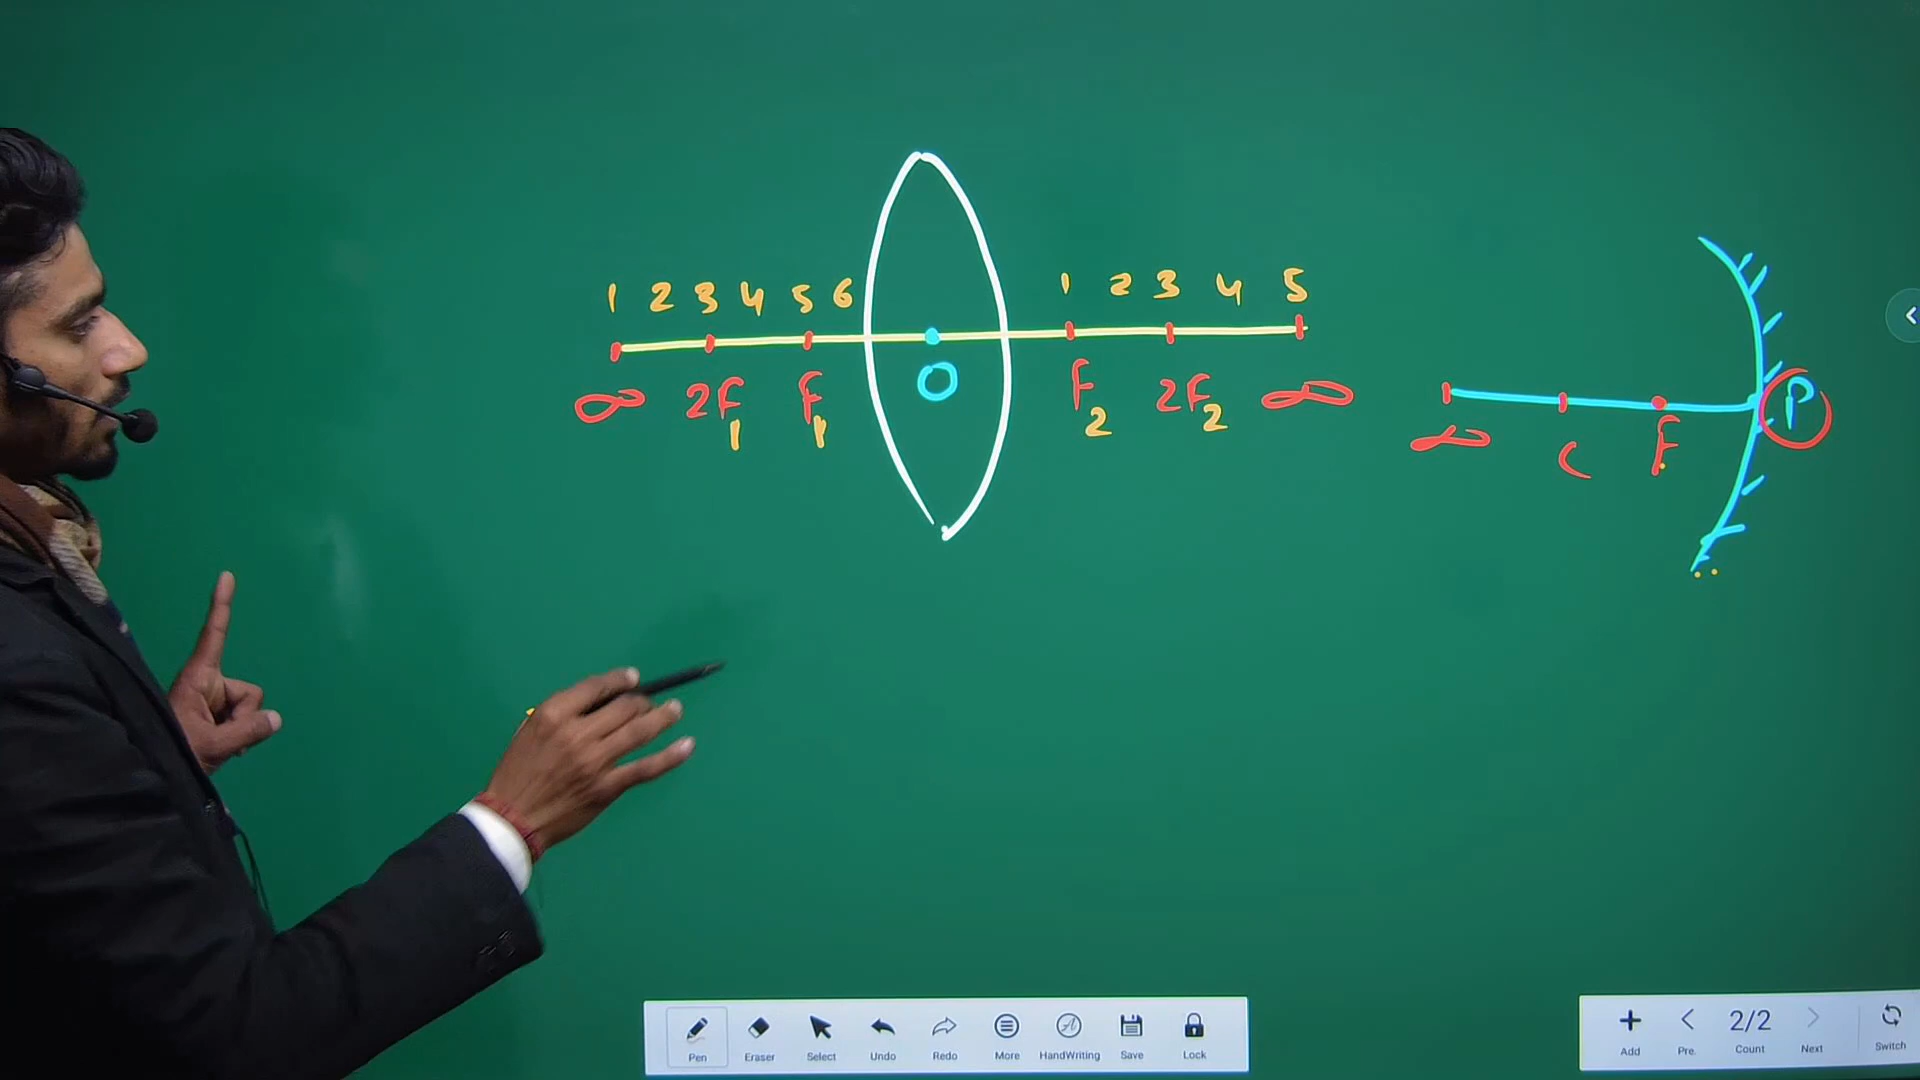 1 2 3 4 5 6
1 2 3 4 5
∞ 2F1 F1 O F2 2F2 ∞
∞ C F P
Pen Eraser Select Undo Redo More HandWriting Save Lock
Add Pre. 2/2 Count Next Switch